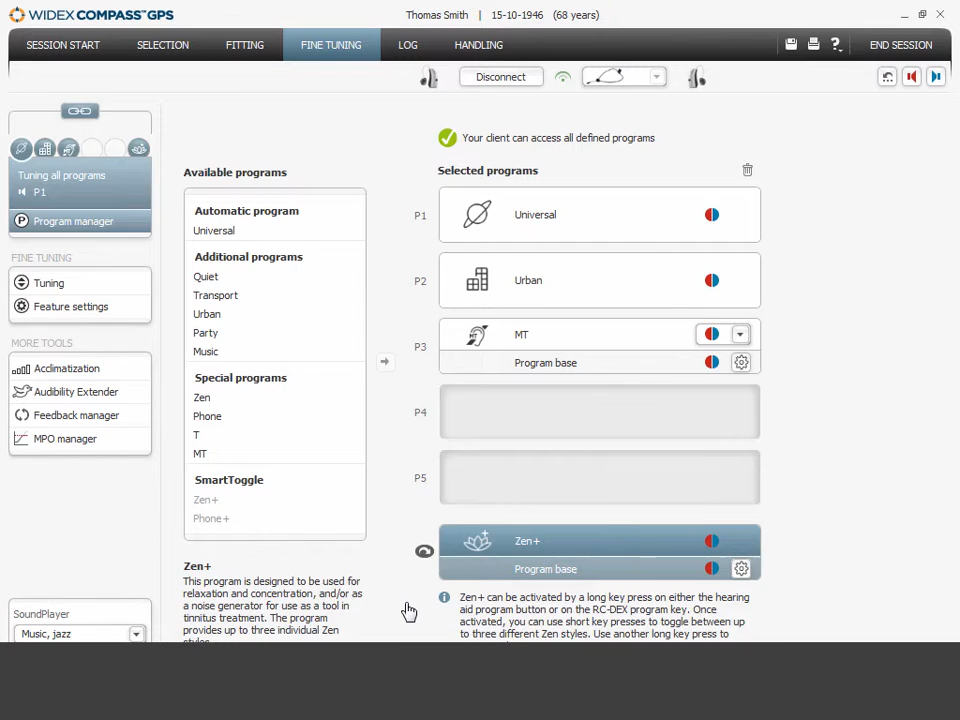 WIDEX COMPASS GPS
Thomas Smith | 15-10-1946 (68 years)
SESSION START SELECTION FITTING FINE TUNING LOG HANDLING ? END SESSION
Disconnect
Your client can access all defined programs
Available programs
Selected programs
Tuning all programs
P1
P Program manager
FINE TUNING
Tuning
Feature settings
MORE TOOLS
Acclimatization
Audibility Extender
Feedback manager
MPO manager
SoundPlayer
Music, jazz
Automatic program
Universal
Additional programs
Quiet
Transport
Urban
Party
Music
Special programs
Zen
Phone
T
MT
SmartToggle
Zen+
Phone+
Zen+
This program is designed to be used for
relaxation and concentration, and/or as
a noise generator for use as a tool in
tinnitus treatment. The program
provides up to three individual Zen
P1 Universal
P2 Urban
P3 MT MT
Program base
P4
P5
Zen+
Program base
i Zen+ can be activated by a long key press on either the hearing
aid program button or on the RC-DEX program key. Once
activated, you can use short key presses to toggle between up
to three different Zen styles. Use another long key press to